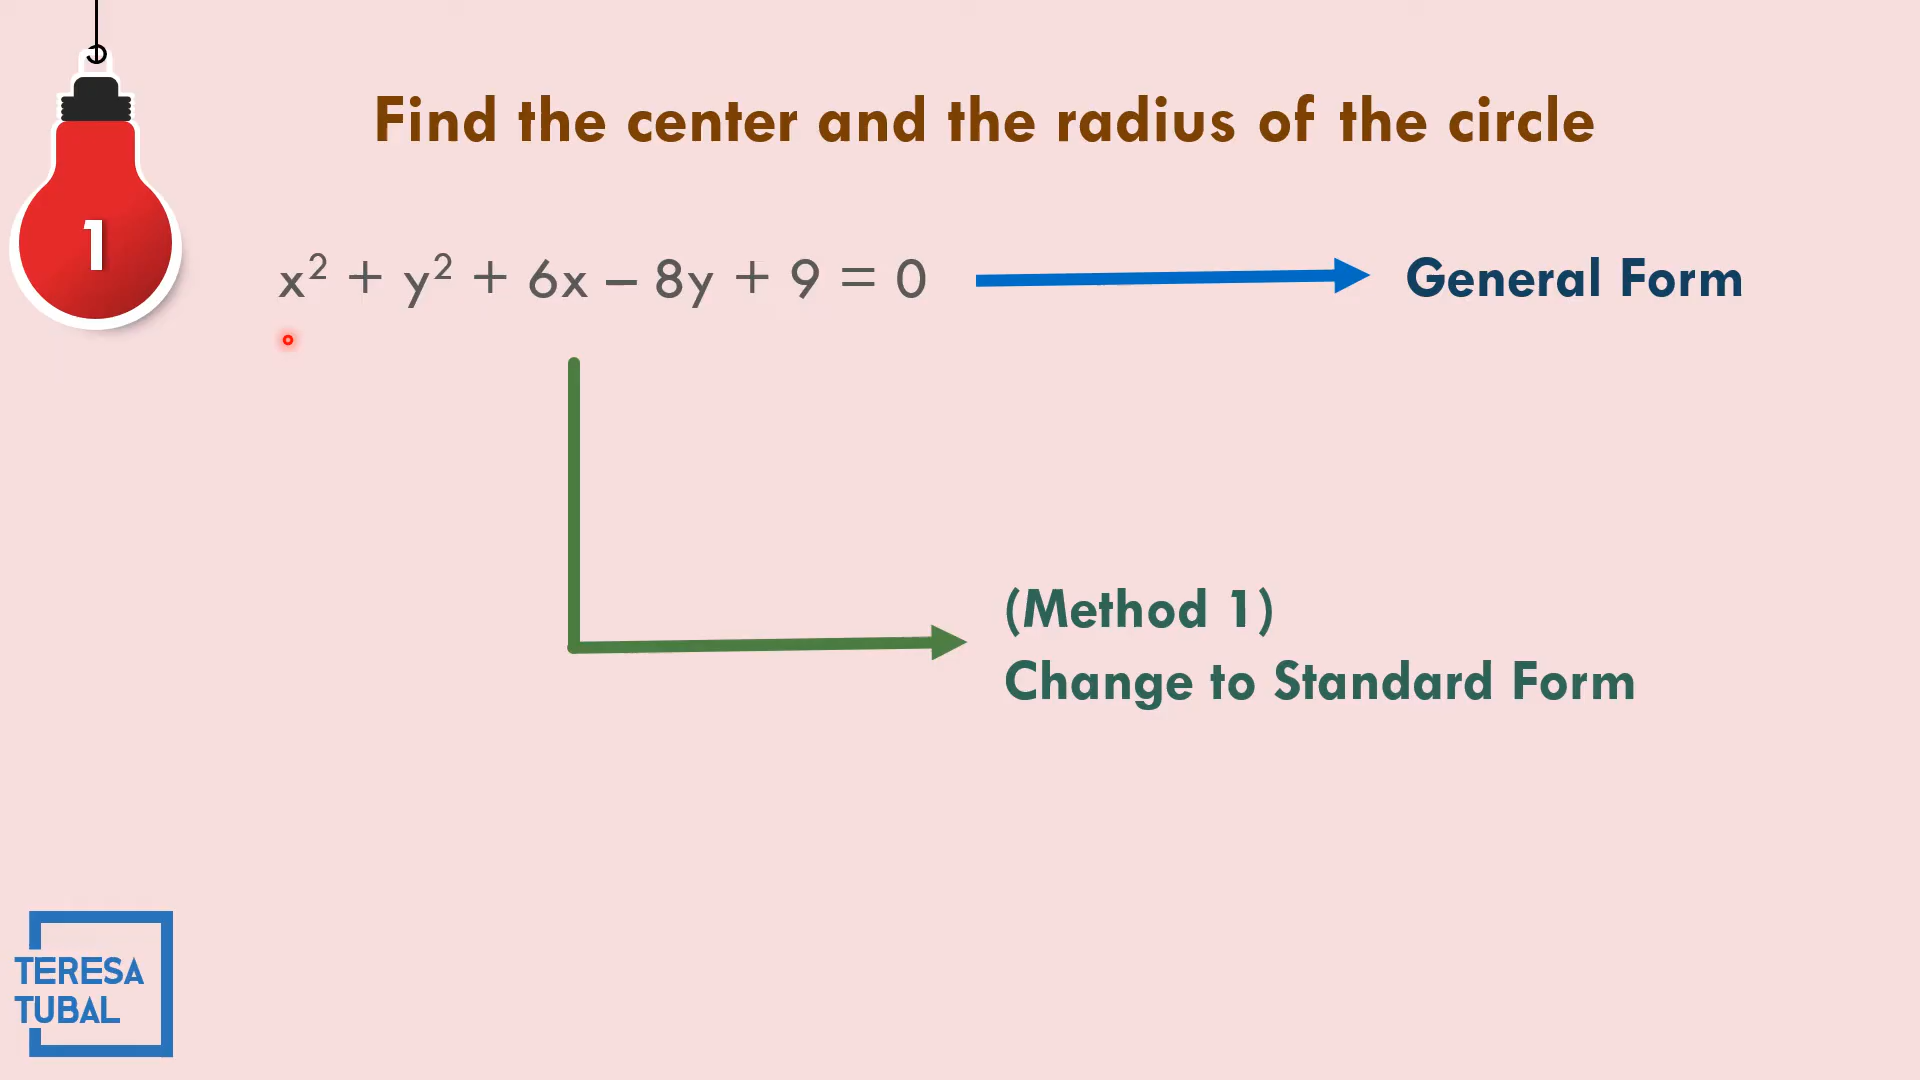 Find the center and the radius of the circle
1
x² + y² + 6x – 8y + 9 = 0
General Form
(Method 1)
Change to Standard Form
TERESA
TUBAL